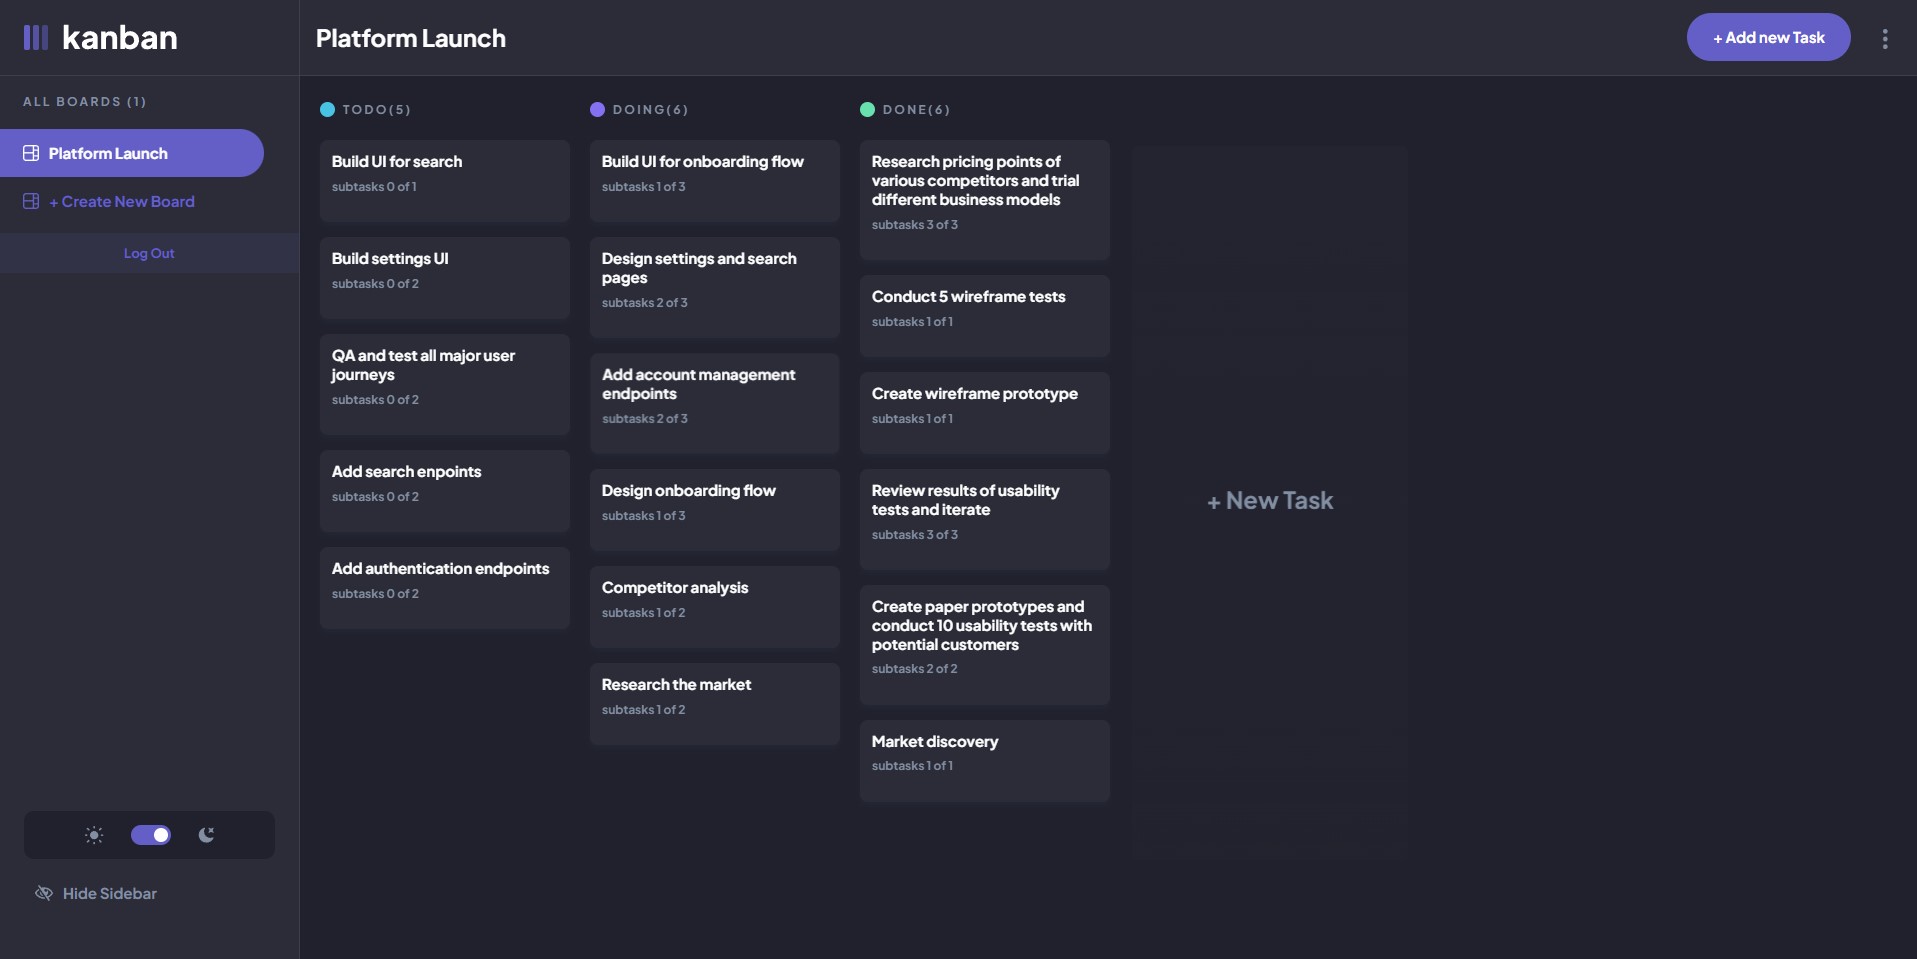 kanban
Platform Launch
+ Add new Task
ALL BOARDS (1)
Platform Launch
+ Create New Board
Log Out
Hide Sidebar
TODO(5)
Build UI for search
subtasks 0 of 1
Build settings UI
subtasks 0 of 2
QA and test all major user
journeys
subtasks 0 of 2
Add search enpoints
subtasks 0 of 2
Add authentication endpoints
subtasks 0 of 2
DOING(6)
Build UI for onboarding flow
subtasks 1 of 3
Design settings and search
pages
subtasks 2 of 3
Add account management
endpoints
subtasks 2 of 3
Design onboarding flow
subtasks 1 of 3
Competitor analysis
subtasks 1 of 2
Research the market
subtasks 1 of 2
DONE(6)
Research pricing points of
various competitors and trial
different business models
subtasks 3 of 3
Conduct 5 wireframe tests
subtasks 1 of 1
Create wireframe prototype
subtasks 1 of 1
Review results of usability
tests and iterate
subtasks 3 of 3
Create paper prototypes and
conduct 10 usability tests with
potential customers
subtasks 2 of 2
Market discovery
subtasks 1 of 1
+ New Task